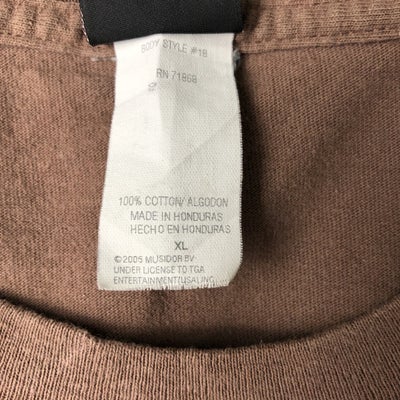 BODY STYLE #18
RN 71868
100% COTTON/ALGODON
MADE IN HONDURAS
HECHO EN HONDURAS
XL
©2005 MUSIDOR BV
UNDER LICENSE TO TGA
ENTERTAINMENT(USA)ING